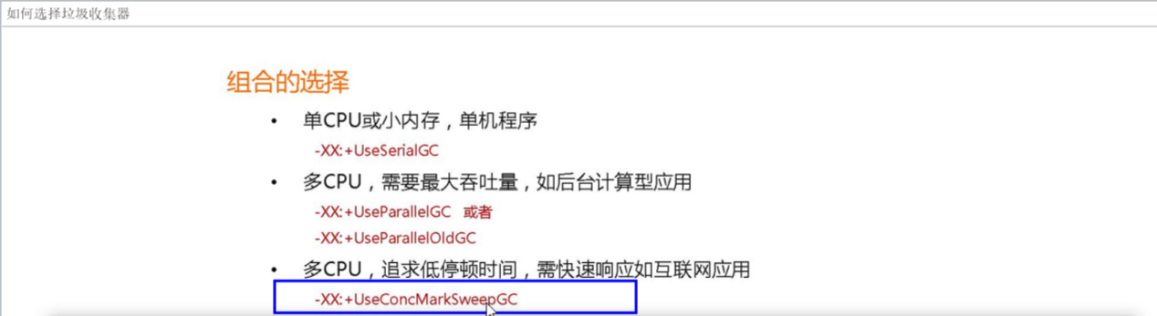 如何选择垃圾收集器
组合的选择
• 单CPU或小内存，单机程序
-XX:+UseSerialGC
• 多CPU，需要最大吞吐量，如后台计算型应用
-XX:+UseParallelGC 或者
-XX:+UseParallelOldGC
• 多CPU，追求低停顿时间，需快速响应如互联网应用
-XX:+UseConcMarkSweepGC